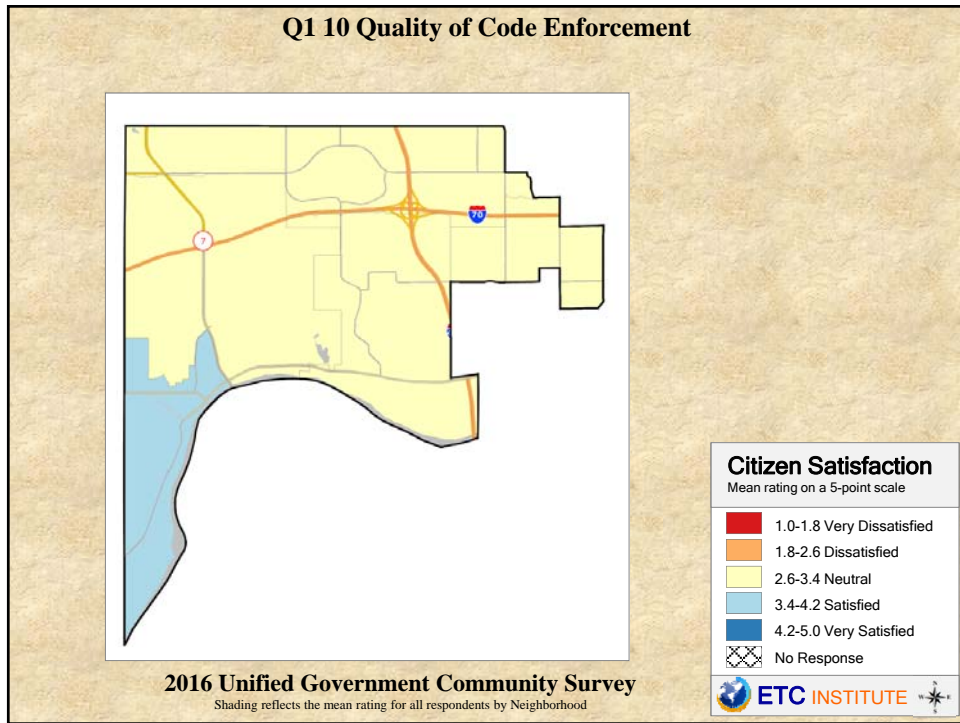 Q1 10 Quality of Code Enforcement
70
7
Citizen Satisfaction
Mean rating on a 5-point scale
1.0-1.8 Very Dissatisfied
1.8-2.6 Dissatisfied
2.6-3.4 Neutral
3.4-4.2 Satisfied
4.2-5.0 Very Satisfied
No Response
ETC INSTITUTE
2016 Unified Government Community Survey
Shading reflects the mean rating for all respondents by Neighborhood